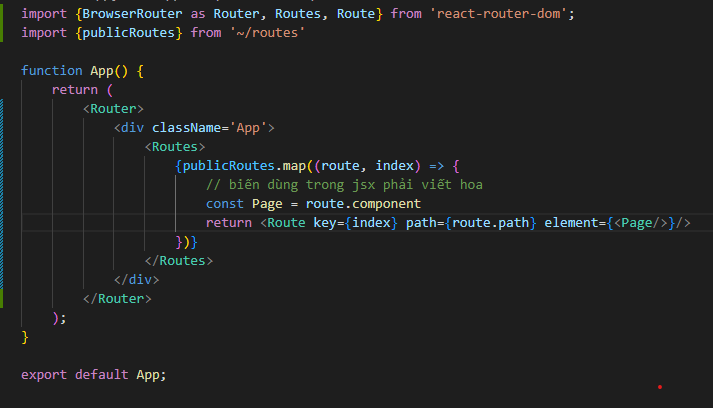 import {BrowserRouter as Router, Routes, Route} from 'react-router-dom';
import {publicRoutes} from '~/routes'
function App() {
return (
<Router>
<div className='App'>
<Routes>
{publicRoutes.map((route, index) => {
// biến dùng trong jsx phải viết hoa
const Page = route.component
return <Route key={index} path={route.path} element={<Page/>}/>
})}
</Routes>
</div>
</Router>
);
}
export default App;